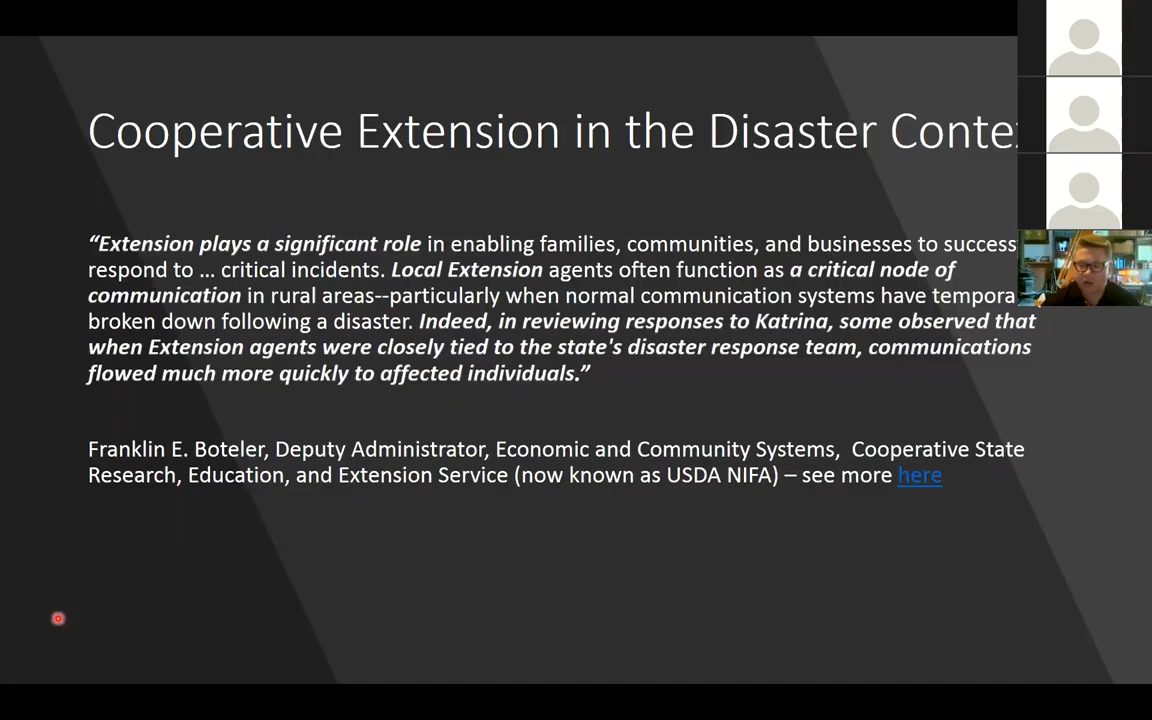 Cooperative Extension in the Disaster Conte
“Extension plays a significant role in enabling families, communities, and businesses to success
respond to … critical incidents. Local Extension agents often function as a critical node of
communication in rural areas--particularly when normal communication systems have tempora
broken down following a disaster. Indeed, in reviewing responses to Katrina, some observed that
when Extension agents were closely tied to the state's disaster response team, communications
flowed much more quickly to affected individuals.”
Franklin E. Boteler, Deputy Administrator, Economic and Community Systems, Cooperative State
Research, Education, and Extension Service (now known as USDA NIFA) – see more here